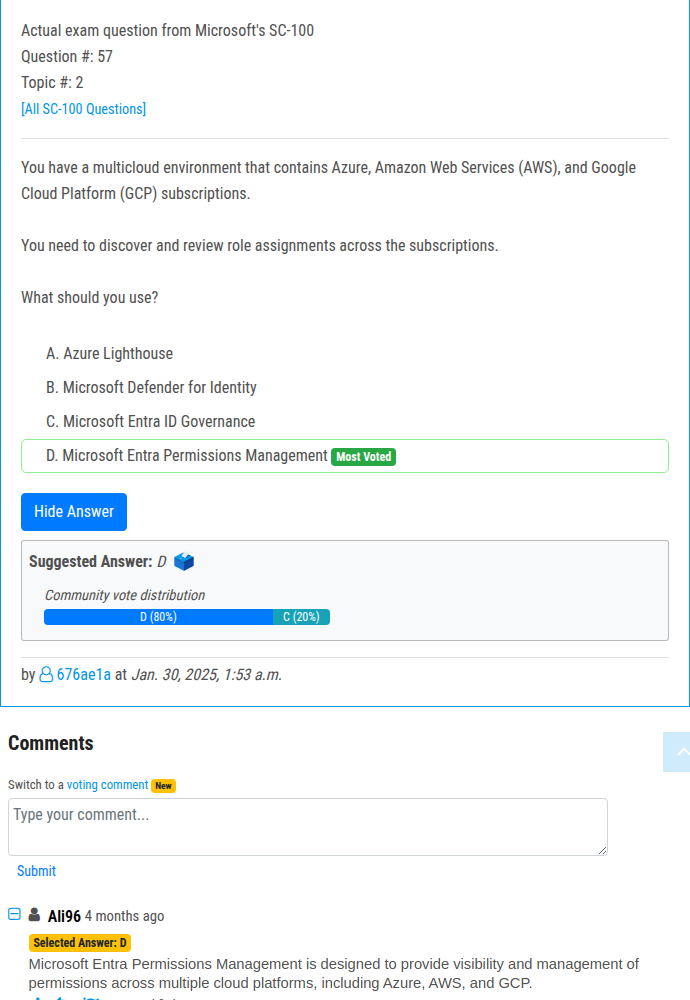 Actual exam question from Microsoft's SC-100
Question #: 57
Topic #: 2
[All SC-100 Questions]
You have a multicloud environment that contains Azure, Amazon Web Services (AWS), and Google
Cloud Platform (GCP) subscriptions.
You need to discover and review role assignments across the subscriptions.
What should you use?
A. Azure Lighthouse
B. Microsoft Defender for Identity
C. Microsoft Entra ID Governance
D. Microsoft Entra Permissions Management Most Voted
Hide Answer
Suggested Answer: D
Community vote distribution
D (80%) C (20%)
by 676ae1a at Jan. 30, 2025, 1:53 a.m.
Comments
Switch to a voting comment New
Type your comment...
Submit
Ali96 4 months ago
Selected Answer: D
Microsoft Entra Permissions Management is designed to provide visibility and management of
permissions across multiple cloud platforms, including Azure, AWS, and GCP.